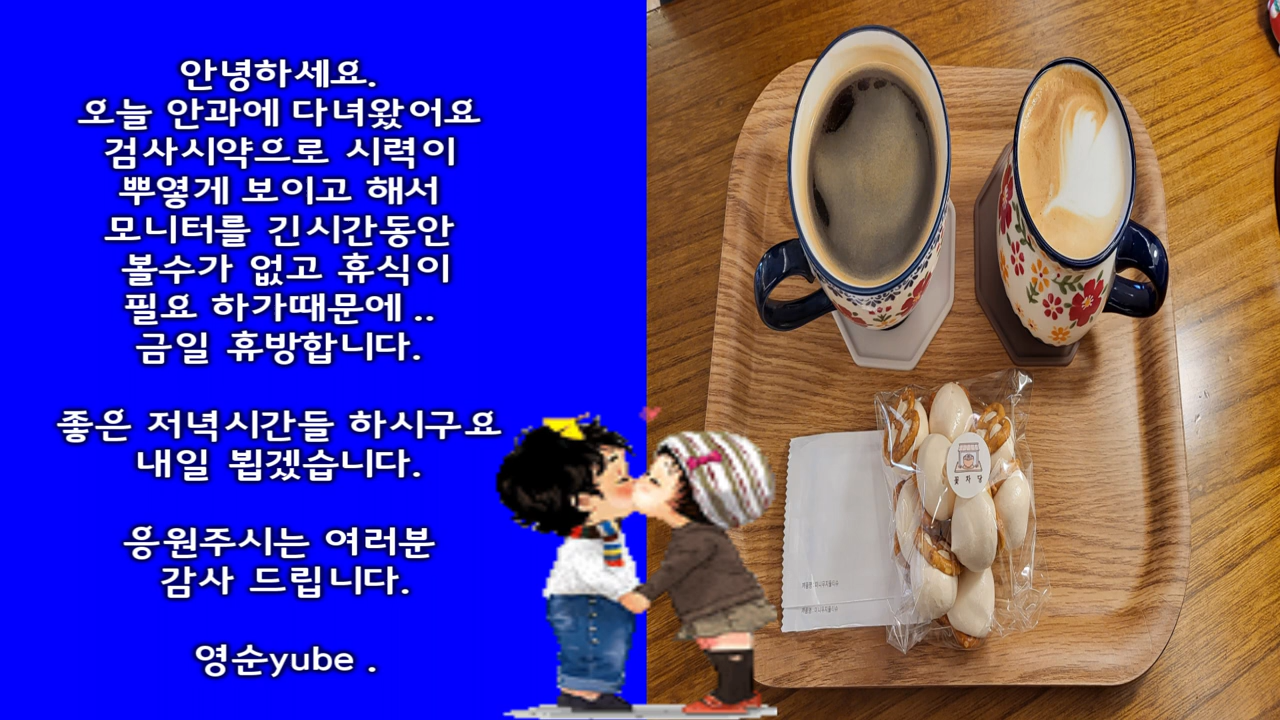 안녕하세요.
오늘 안과에 다녀왔어요
검사시약으로 시력이
뿌옇게 보이고 해서
모니터를 긴시간동안
볼수가 없고 휴식이
필요 하가때문에 ..
금일 휴방합니다.
좋은 저녁시간들 하시구요
내일 뵙겠습니다.
응원주시는 여러분
감사 드립니다.
영순yube .
꽃 차 당